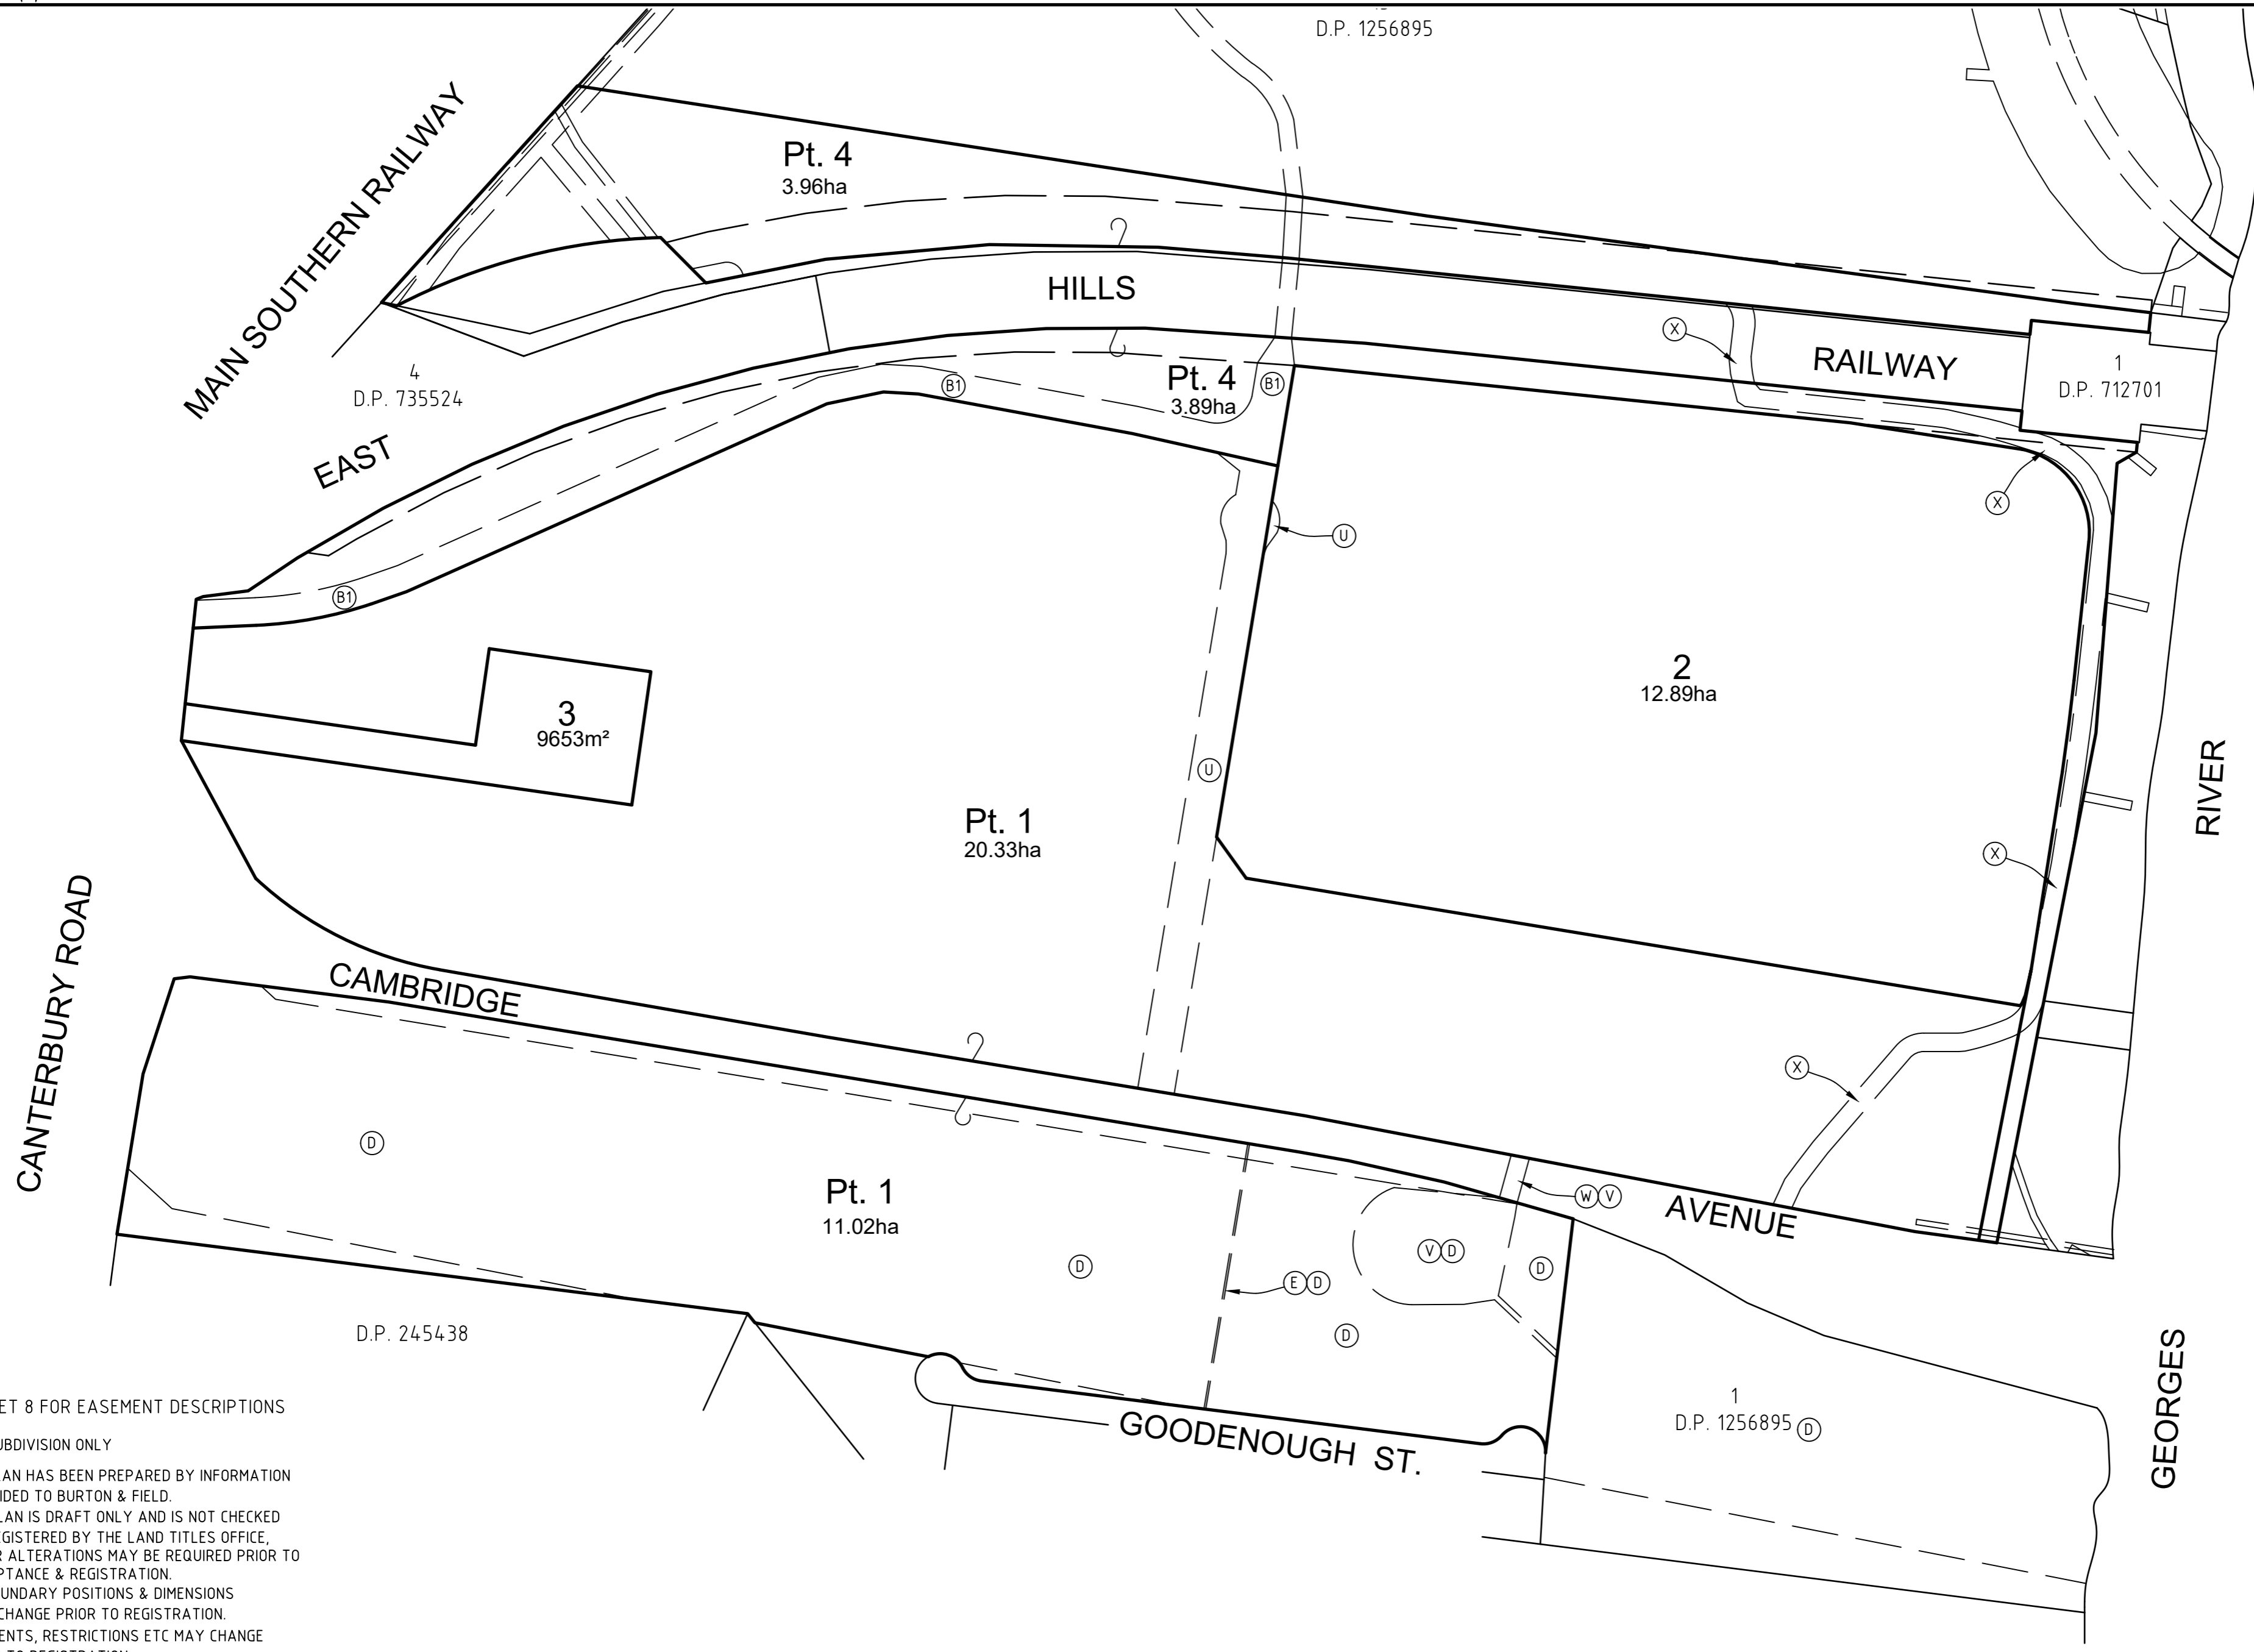 D.P. 1256895
MAIN SOUTHERN RAILWAY
Pt. 4
3.96ha
HILLS
X
RAILWAY
1
D.P. 712701
4
D.P. 735524
B1
Pt. 4
3.89ha
B1
EAST
X
U
B1
2
12.89ha
3
9653m²
U
RIVER
Pt. 1
20.33ha
X
CANTERBURY ROAD
CAMBRIDGE
X
D
Pt. 1
11.02ha
W V
AVENUE
V D
D
D
E D
D
D.P. 245438
GOODENOUGH ST.
1
D.P. 1256895 D
GEORGES
ET 8 FOR EASEMENT DESCRIPTIONS
UBDIVISION ONLY
LAN HAS BEEN PREPARED BY INFORMATION
IDED TO BURTON & FIELD.
LAN IS DRAFT ONLY AND IS NOT CHECKED
EGISTERED BY THE LAND TITLES OFFICE,
R ALTERATIONS MAY BE REQUIRED PRIOR TO
PTANCE & REGISTRATION.
UNDARY POSITIONS & DIMENSIONS
CHANGE PRIOR TO REGISTRATION.
ENTS, RESTRICTIONS ETC MAY CHANGE